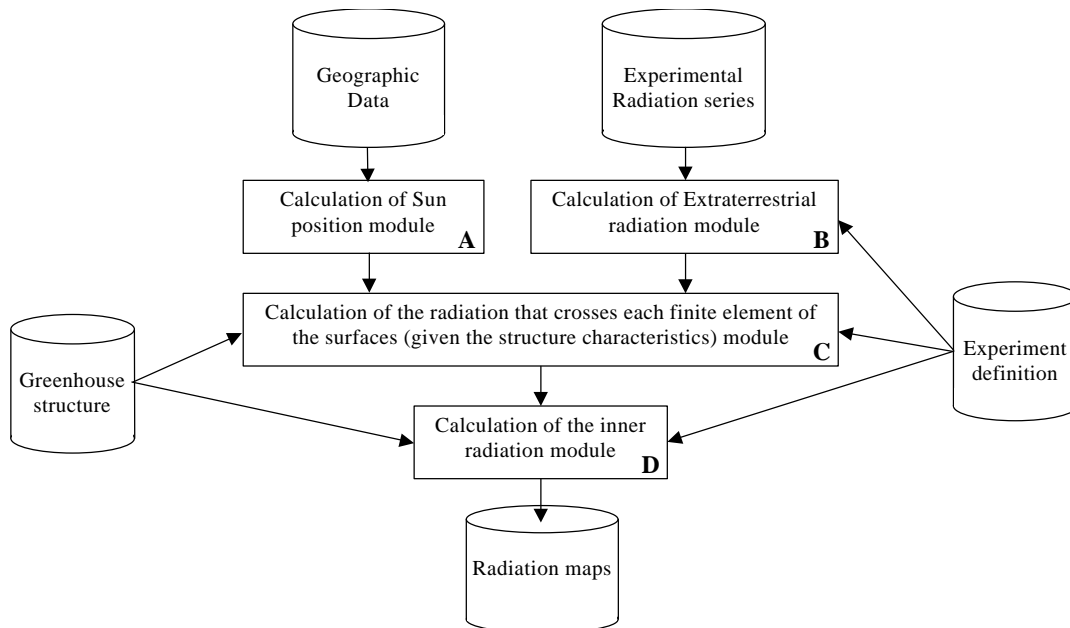 Geographic
Data
Experimental
Radiation series
Calculation of Sun
position module
A
Calculation of Extraterrestrial
radiation module
B
Calculation of the radiation that crosses each finite element of
the surfaces (given the structure characteristics) module
C
Greenhouse
structure
Experiment
definition
Calculation of the inner
radiation module
D
Radiation maps